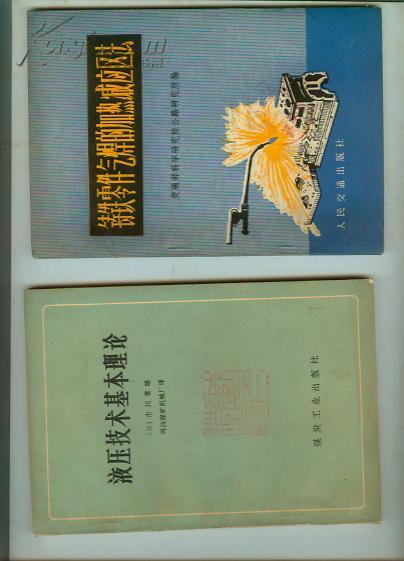 铸铁零件气焊的加热减应区法
交通部科学研究院公路研究所编
人民交通出版社
液压技术基本理论
〔日〕市川常雄
鸡西煤矿机械厂译
煤炭工业出版社